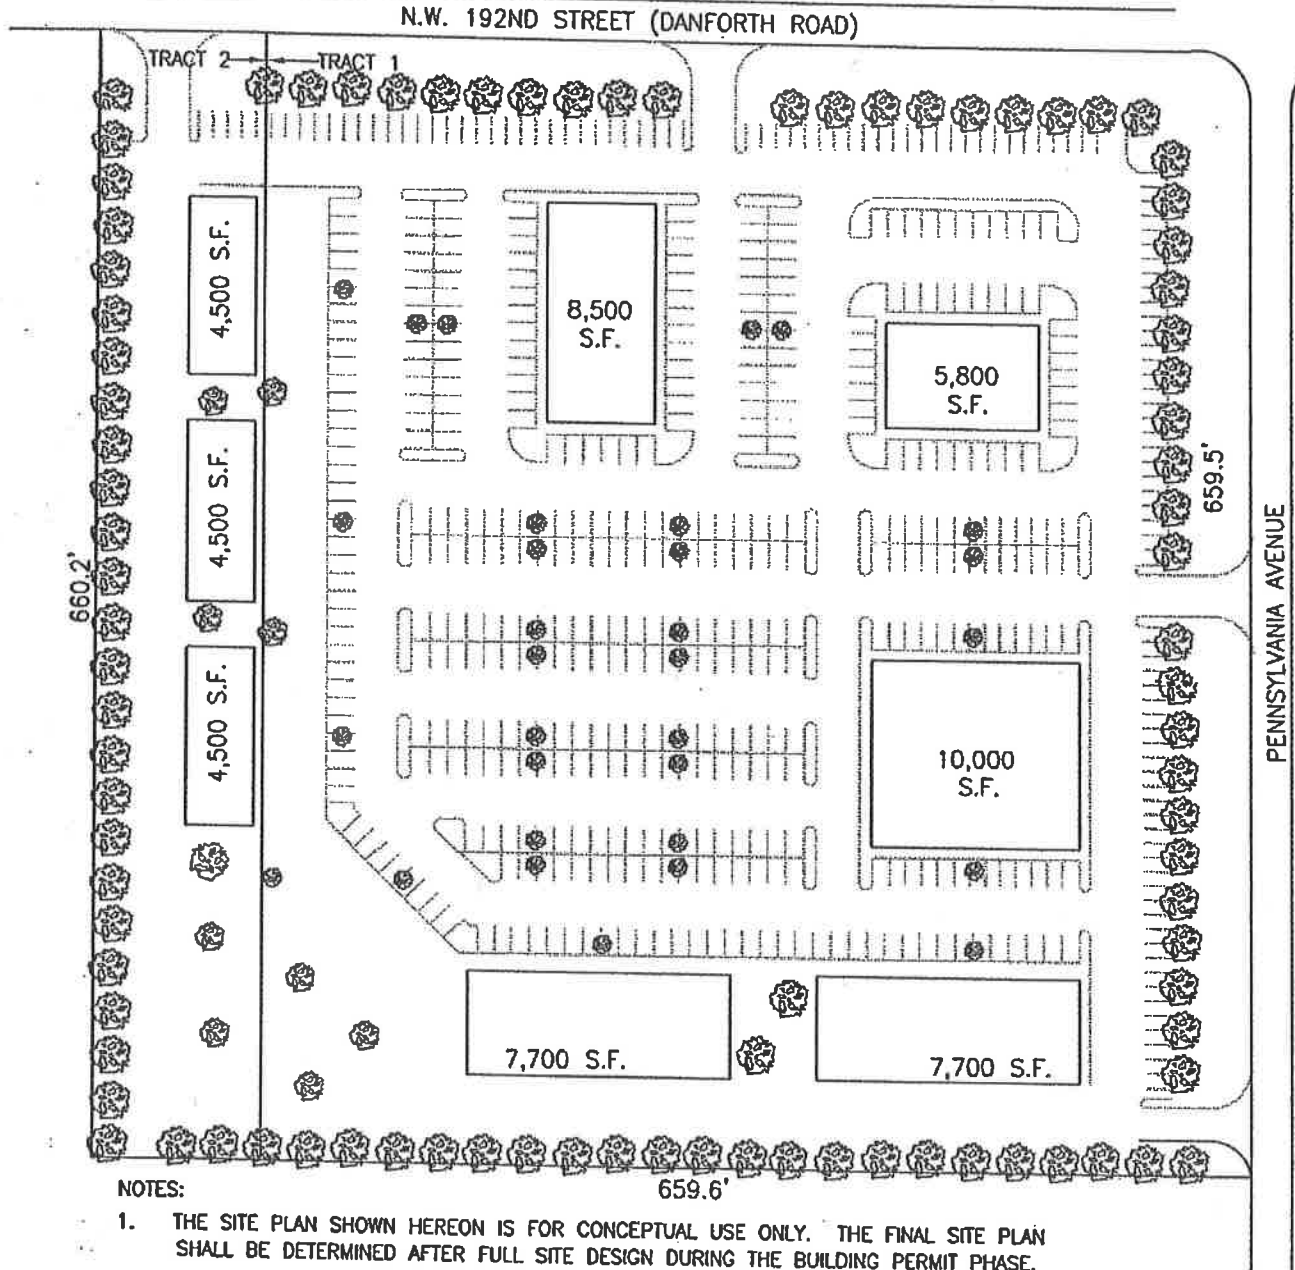 N.W. 192ND STREET (DANFORTH ROAD)
TRACT 2
TRACT 1
4,500 S.F.
8,500
S.F.
5,800
S.F.
4,500 S.F.
659.5'
PENNSYLVANIA AVENUE
660.2'
4,500 S.F.
10,000
S.F.
7,700 S.F.
7,700 S.F.
659.6'
NOTES:
1. THE SITE PLAN SHOWN HEREON IS FOR CONCEPTUAL USE ONLY. THE FINAL SITE PLAN
SHALL BE DETERMINED AFTER FULL SITE DESIGN DURING THE BUILDING PERMIT PHASE.